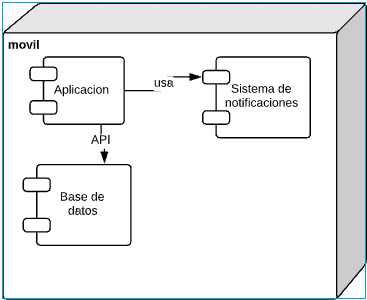 movil
Aplicacion
usa
Sistema de
notificaciones
API
Base de
datos